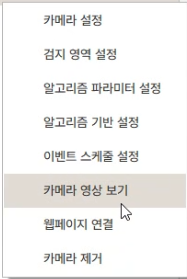 카메라 설정
검지 영역 설정
알고리즘 파라미터 설정
알고리즘 기반 설정
이벤트 스케줄 설정
카메라 영상 보기
웹페이지 연결
카메라 제거